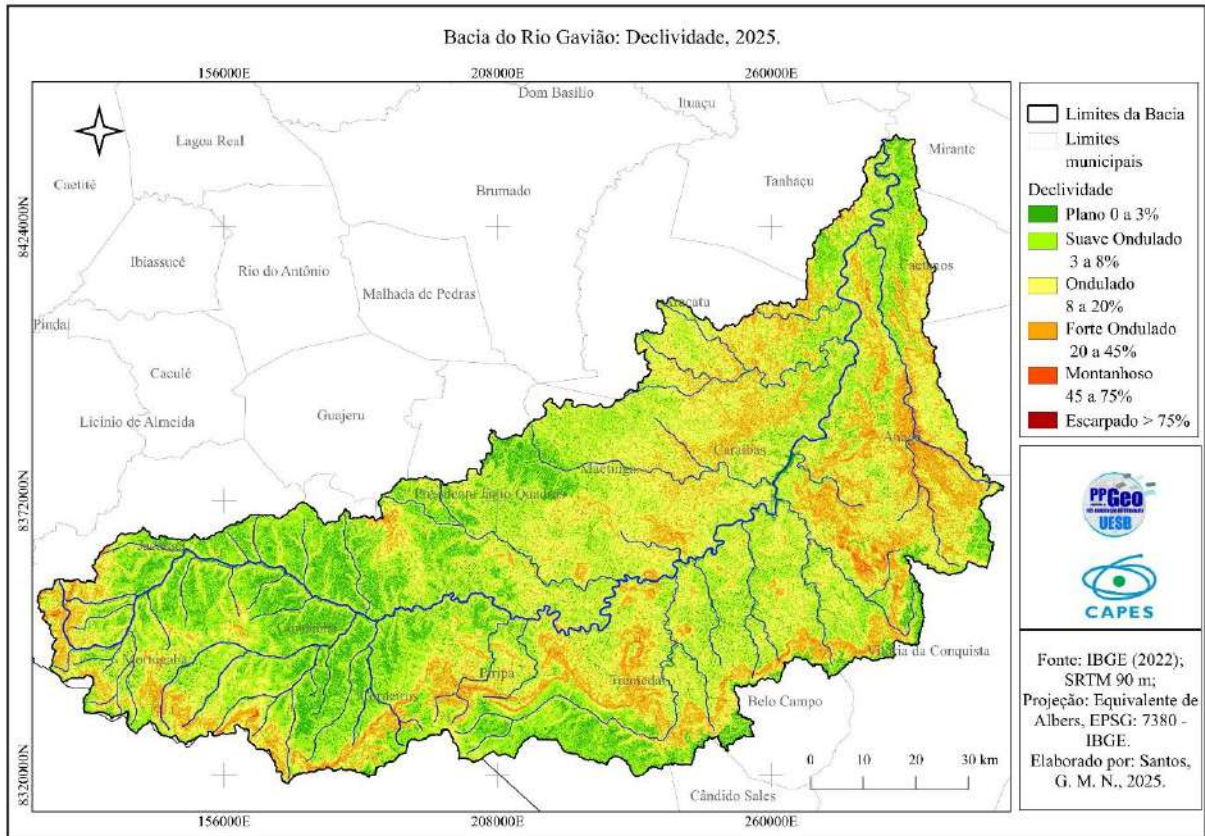 Bacia do Rio Gavião: Declividade, 2025.
156000E
208000E
260000E
Dom Basílio
Ituaçu
Lagoa Real
Mirante
Caetité
Tanhaçu
Brumado
8424000N
Ibiassucê
Rio do Antônio
Malhada de Pedras
Pindaí
Caculé
Guajeru
Licínio de Almeida
Caraíbas
Maetinga
Presidente Jânio Quadros
8372000N
Mortugaba
Piripá
Tremedal
Vitória da Conquista
Belo Campo
Cândido Sales
8320000N
0 10 20 30 km
156000E
208000E
260000E
Limites da Bacia
Limites
municipais
Declividade
Plano 0 a 3%
Suave Ondulado
3 a 8%
Ondulado
8 a 20%
Forte Ondulado
20 a 45%
Montanhoso
45 a 75%
Escarpado > 75%
PPGeo
UESB
CAPES
Fonte: IBGE (2022);
SRTM 90 m;
Projeção: Equivalente de
Albers, EPSG: 7380 -
IBGE.
Elaborado por: Santos,
G. M. N., 2025.